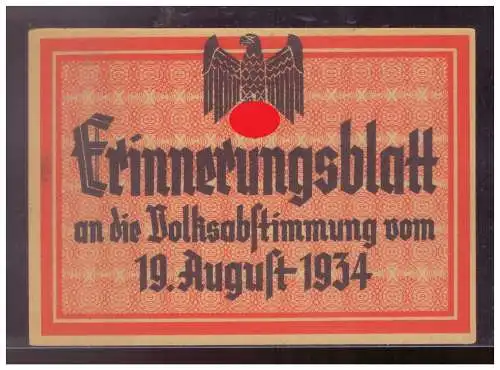 Erinnerungsblatt
an die Volksabstimmung vom
19. August 1934